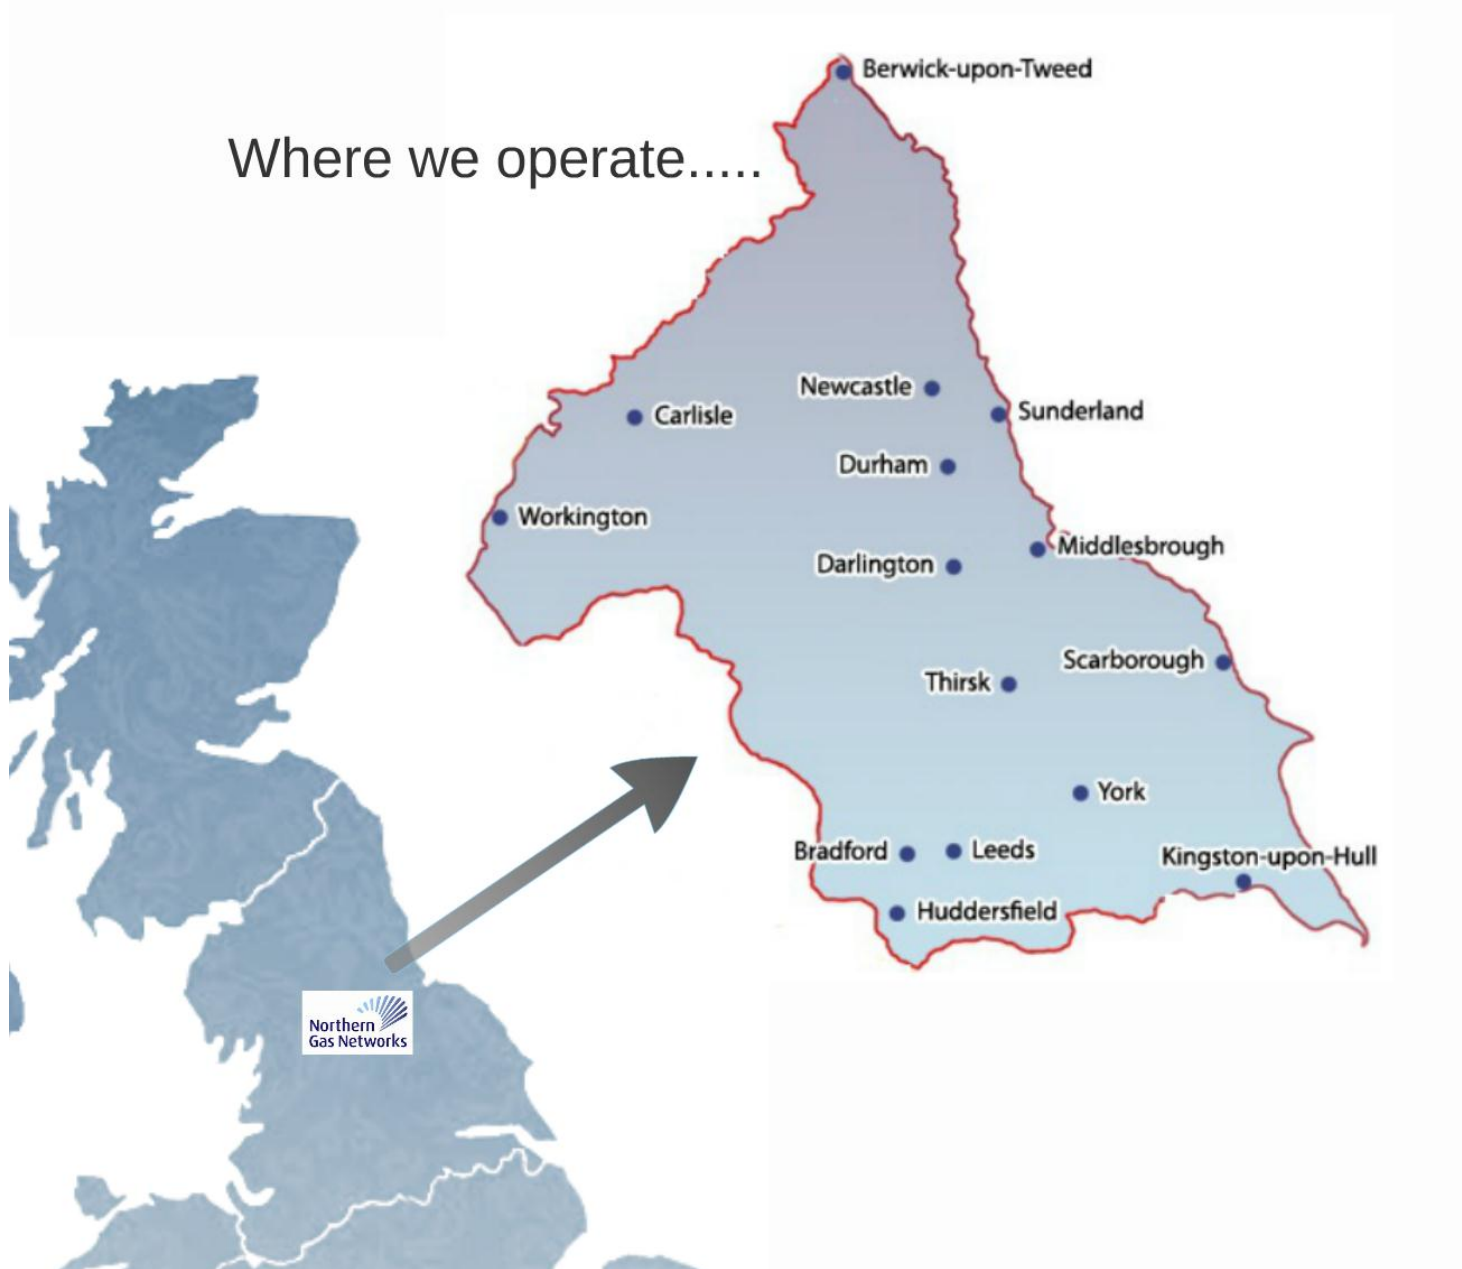 Berwick-upon-Tweed
Where we operate.....
Newcastle
Sunderland
Carlisle
Durham
Workington
Middlesbrough
Darlington
Scarborough
Thirsk
York
Bradford
Leeds
Kingston-upon-Hull
Huddersfield
Northern
Gas Networks